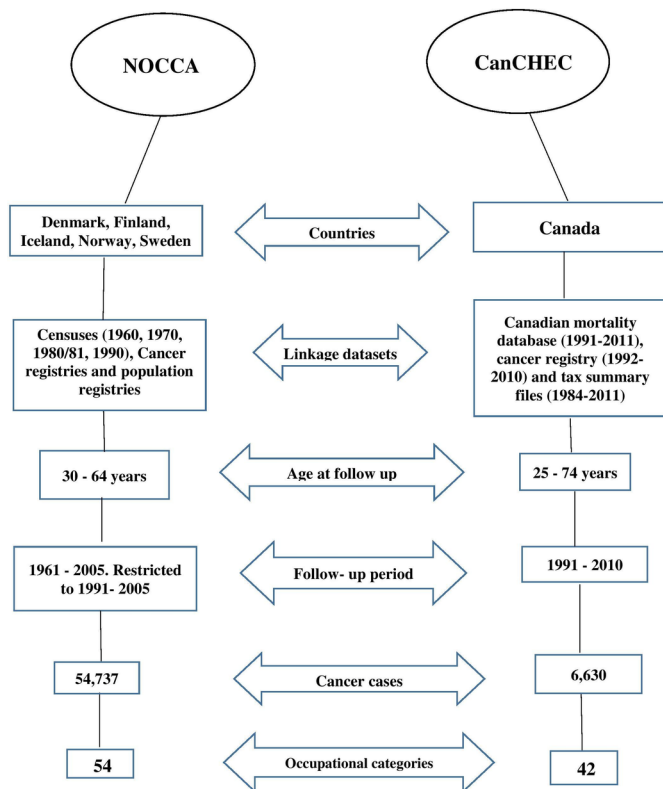 NOCCA
CanCHEC
Denmark, Finland,
Iceland, Norway, Sweden
Countries
Canada
Censuses (1960, 1970,
1980/81, 1990), Cancer
registries and population
registries
Linkage datasets
Canadian mortality
database (1991-2011),
cancer registry (1992-
2010) and tax summary
files (1984-2011)
30 - 64 years
Age at follow up
25 - 74 years
1961 - 2005. Restricted
to 1991- 2005
Follow- up period
1991 - 2010
54,737
Cancer cases
6,630
54
Occupational categories
42